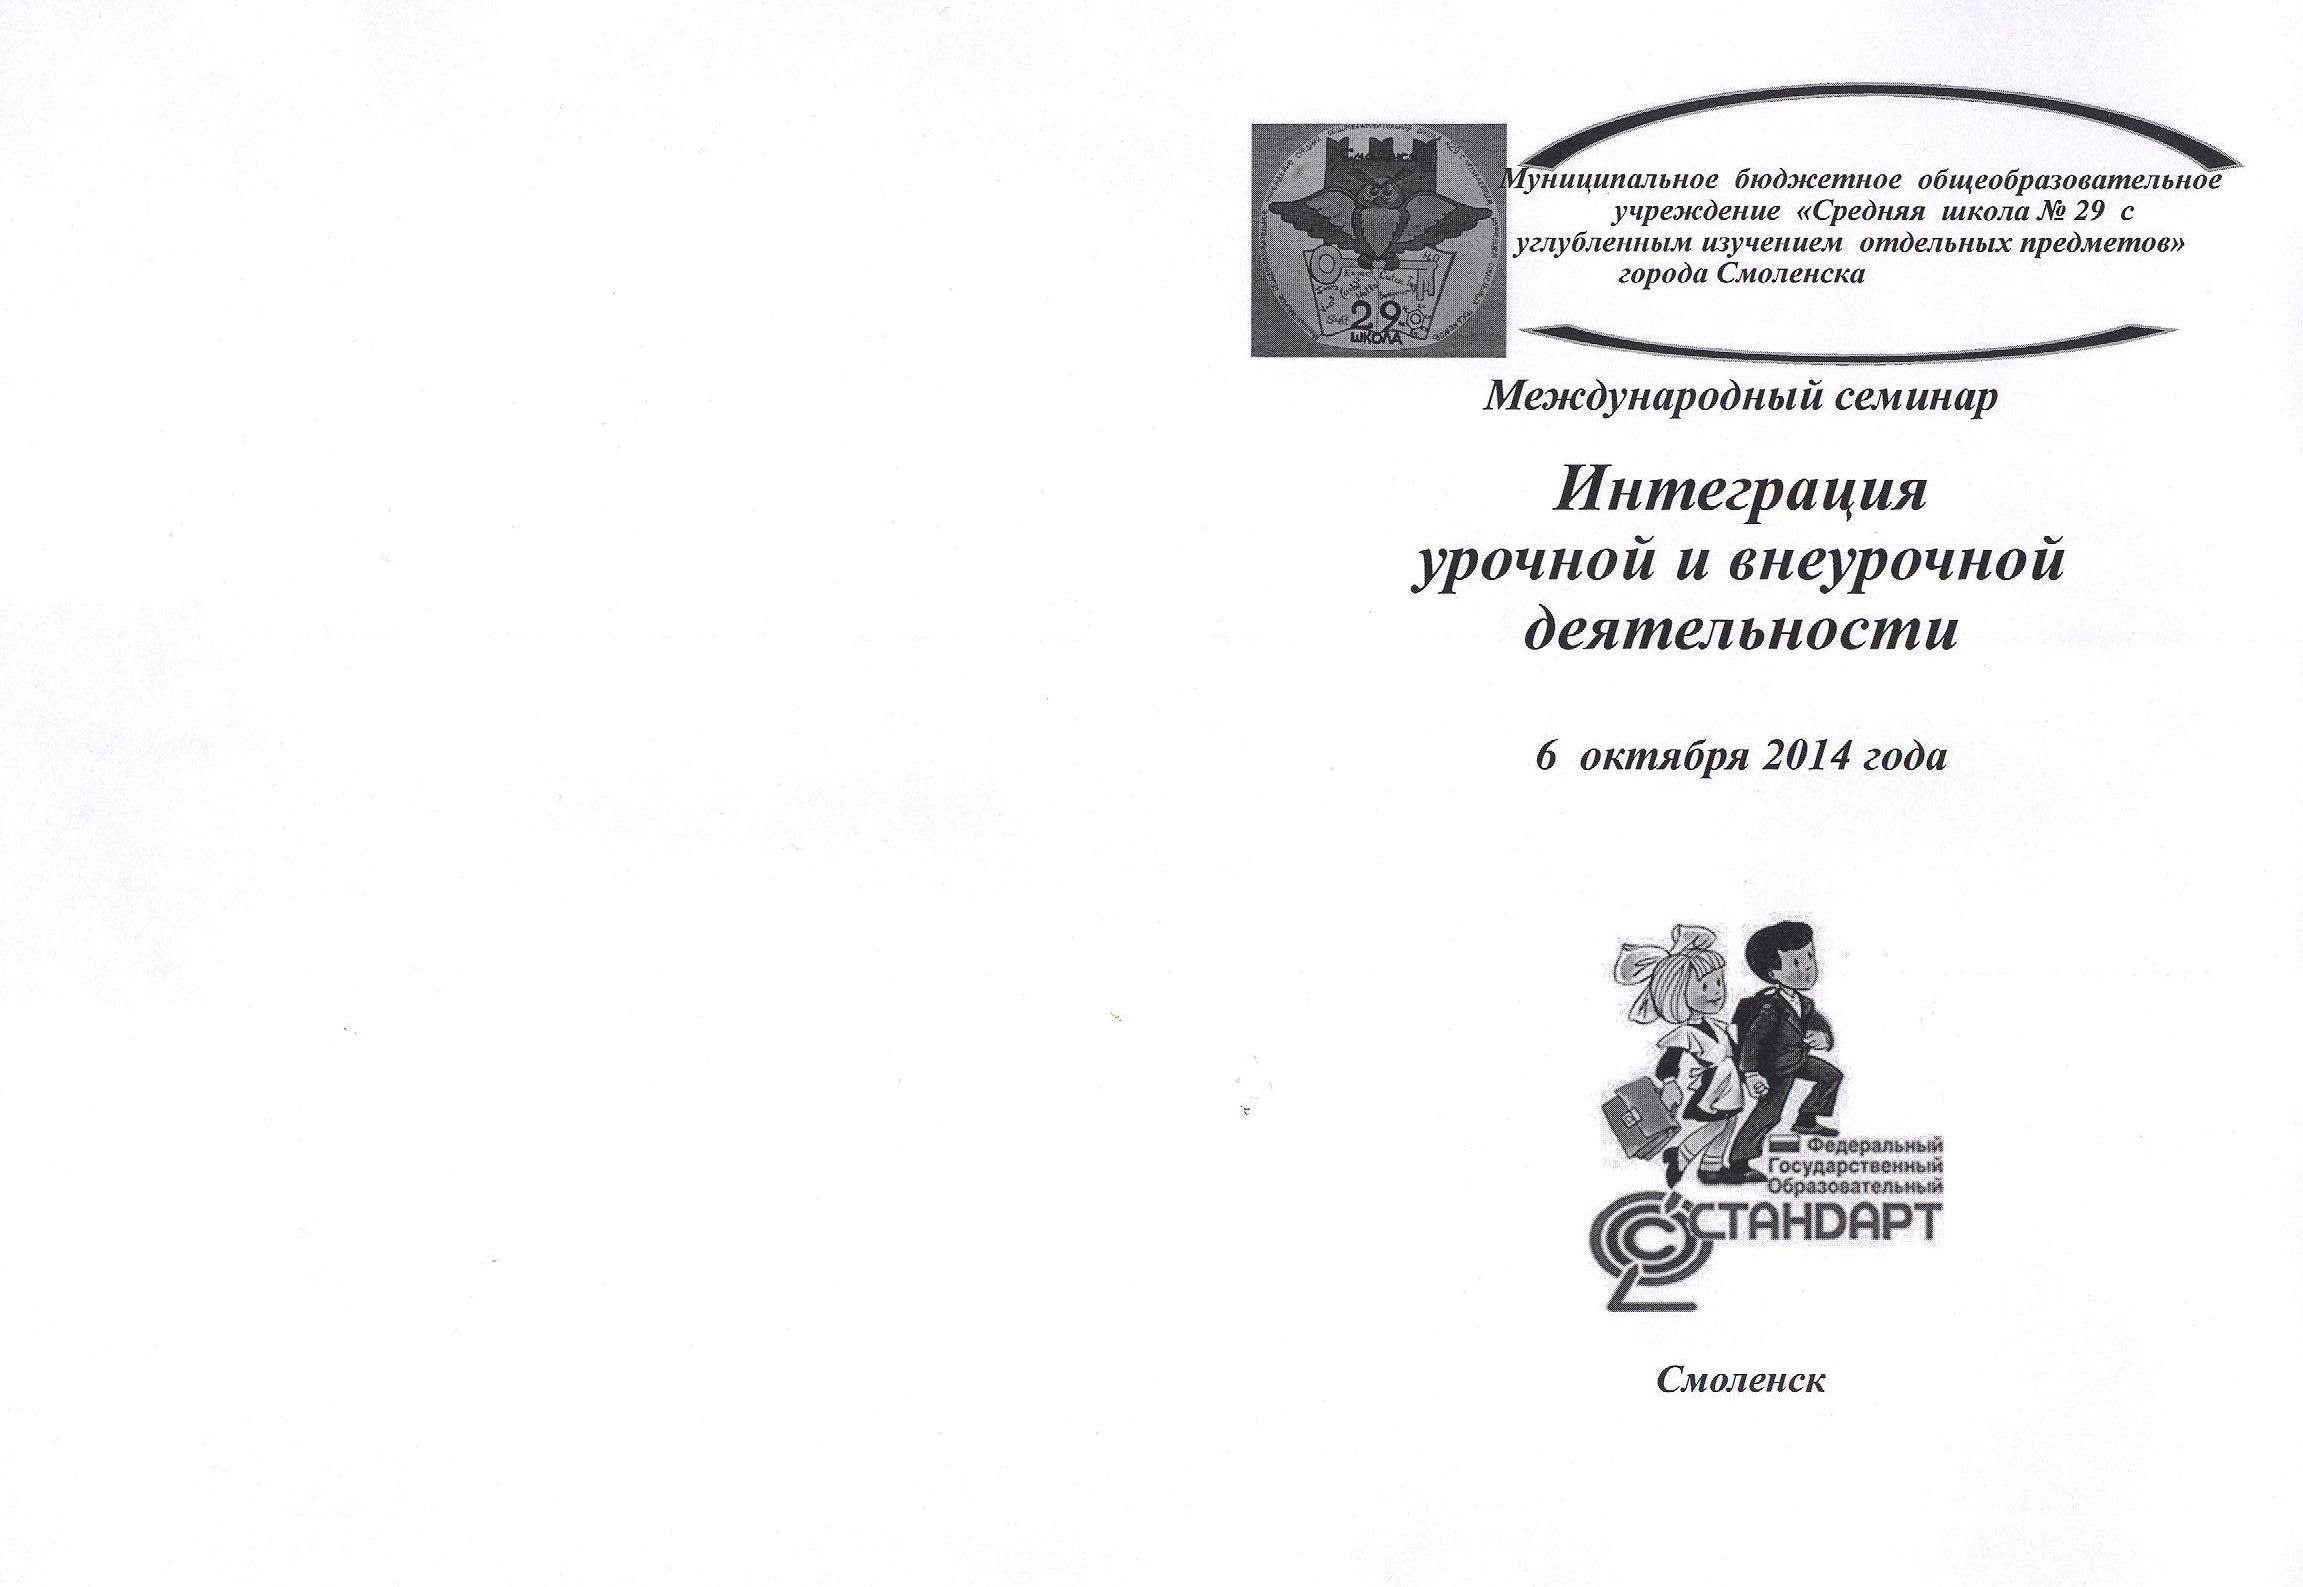 Муниципальное бюджетное общеобразовательное
учреждение «Средняя школа № 29 с
углубленным изучением отдельных предметов»
города Смоленска
29
ШКОЛА
Международный семинар
Интеграция
урочной и внеурочной
деятельности
6 октября 2014 года
Федеральный
Государственный
Образовательный
СТАНДАРТ
Смоленск